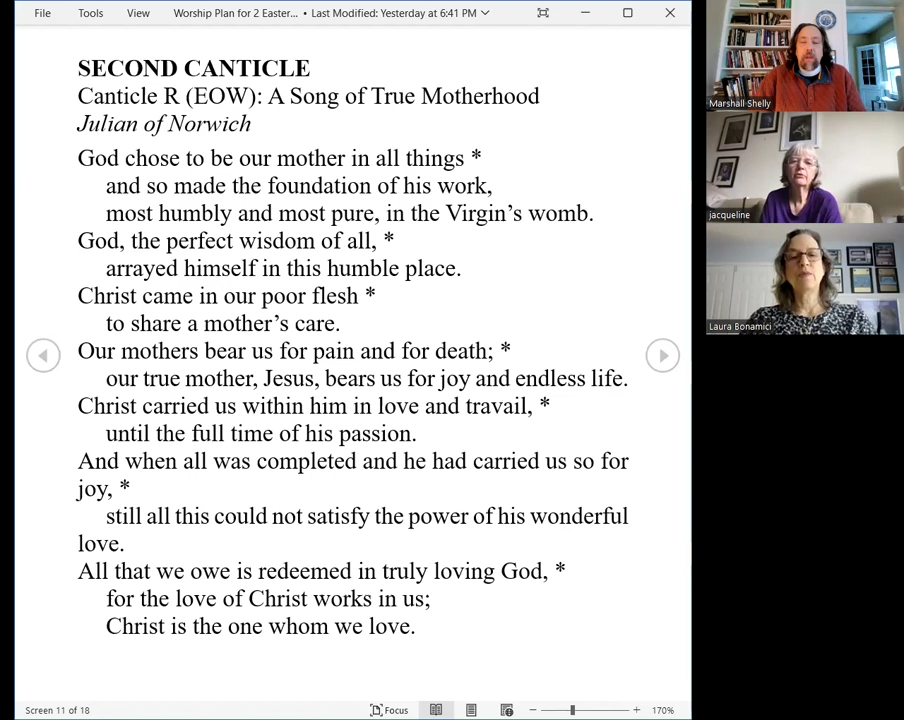 File Tools View Worship Plan for 2 Easter... • Last Modified: Yesterday at 6:41 PM
SECOND CANTICLE
Canticle R (EOW): A Song of True Motherhood
Julian of Norwich
God chose to be our mother in all things *
and so made the foundation of his work,
most humbly and most pure, in the Virgin’s womb.
God, the perfect wisdom of all, *
arrayed himself in this humble place.
Christ came in our poor flesh *
to share a mother’s care.
Our mothers bear us for pain and for death; *
our true mother, Jesus, bears us for joy and endless life.
Christ carried us within him in love and travail, *
until the full time of his passion.
And when all was completed and he had carried us so for
joy, *
still all this could not satisfy the power of his wonderful
love.
All that we owe is redeemed in truly loving God, *
for the love of Christ works in us;
Christ is the one whom we love.
Screen 11 of 18 Focus 170%
Marshall Shelly
jacqueline
Laura Bonamici